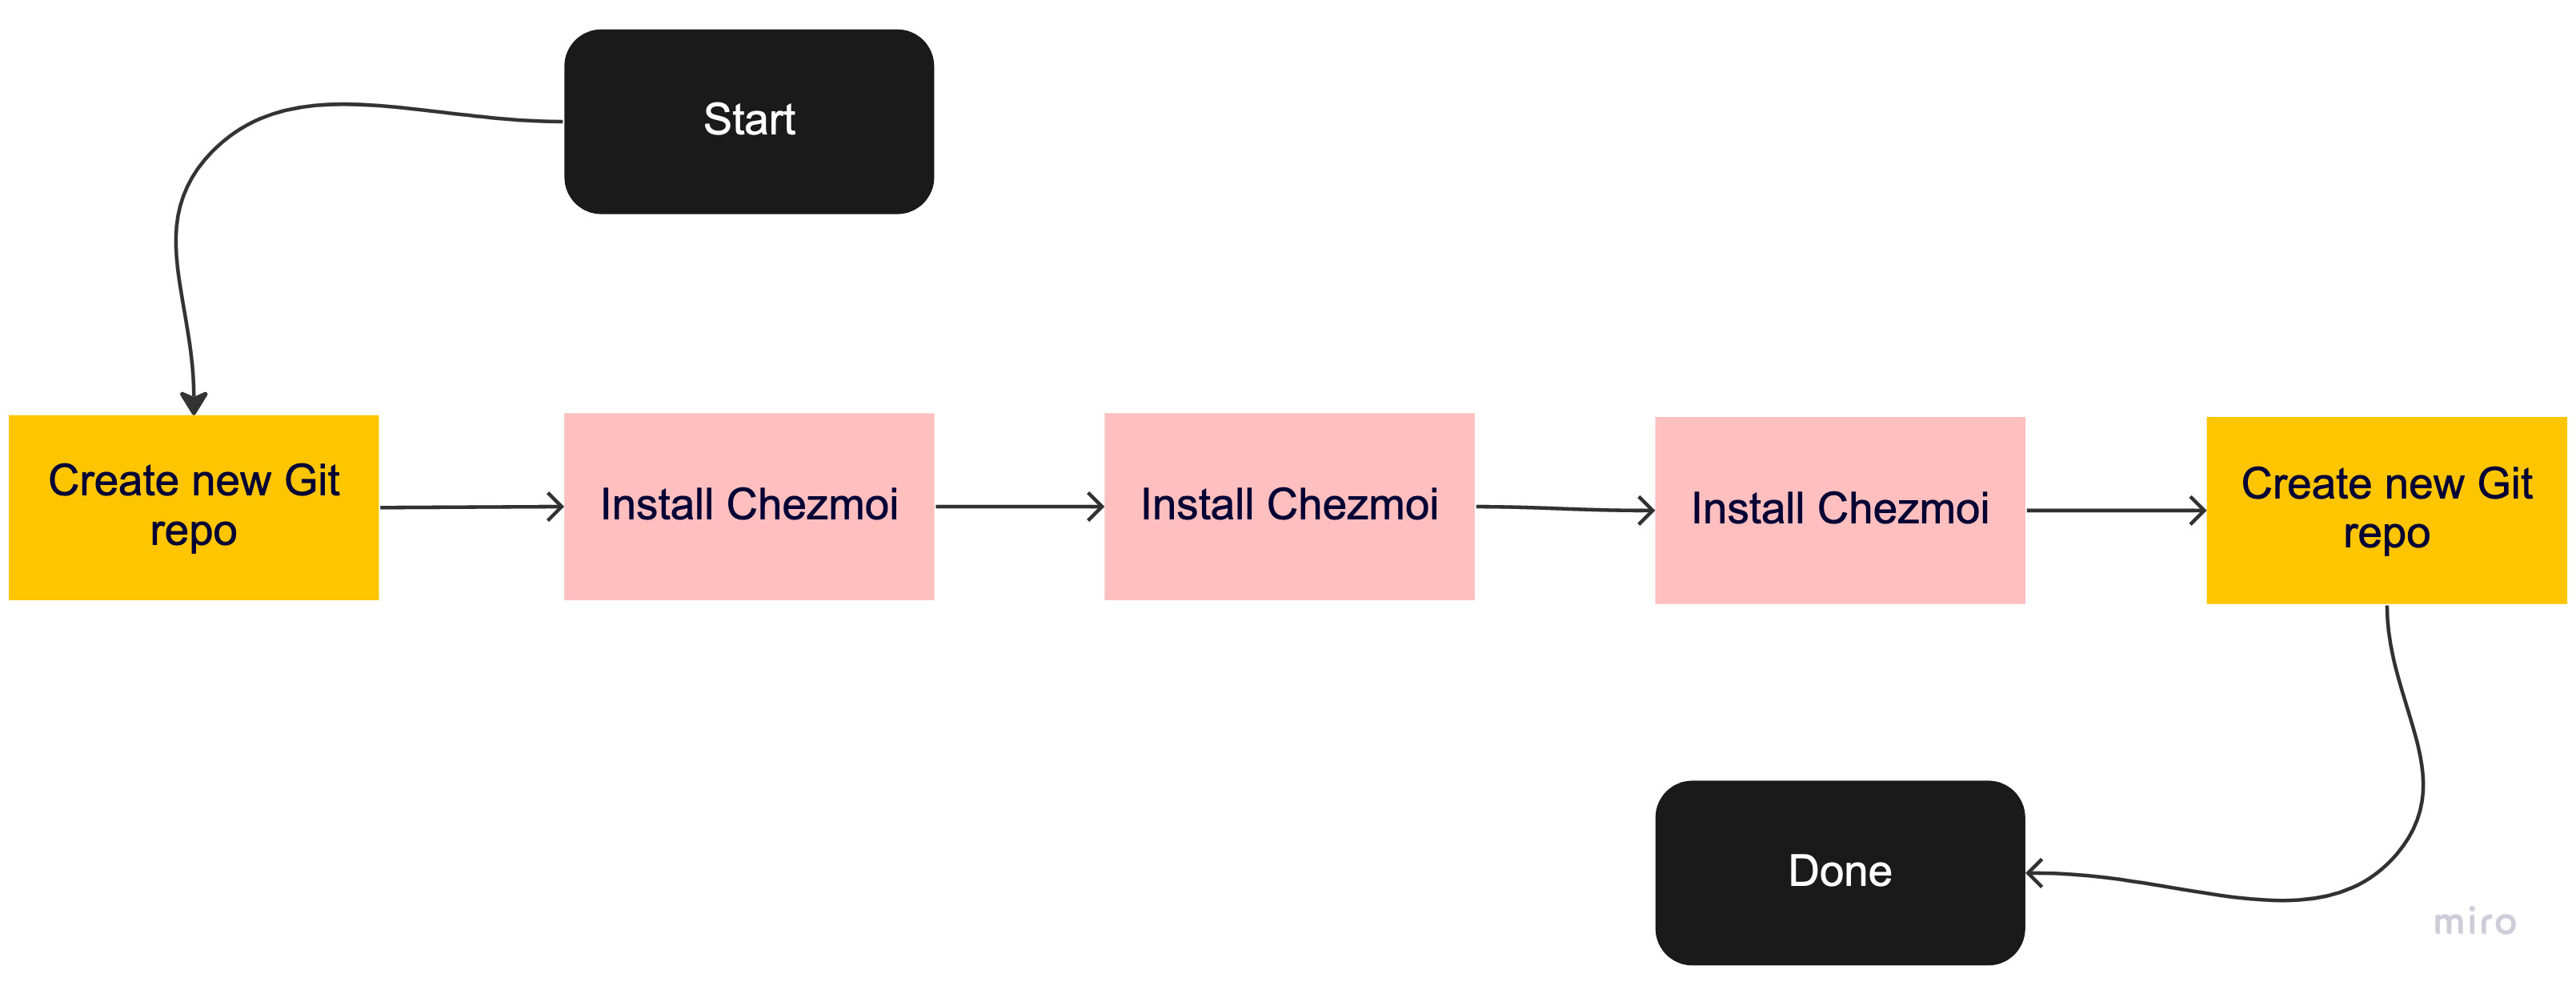 Start
Create new Git
repo
Install Chezmoi
Install Chezmoi
Install Chezmoi
Create new Git
repo
Done
miro